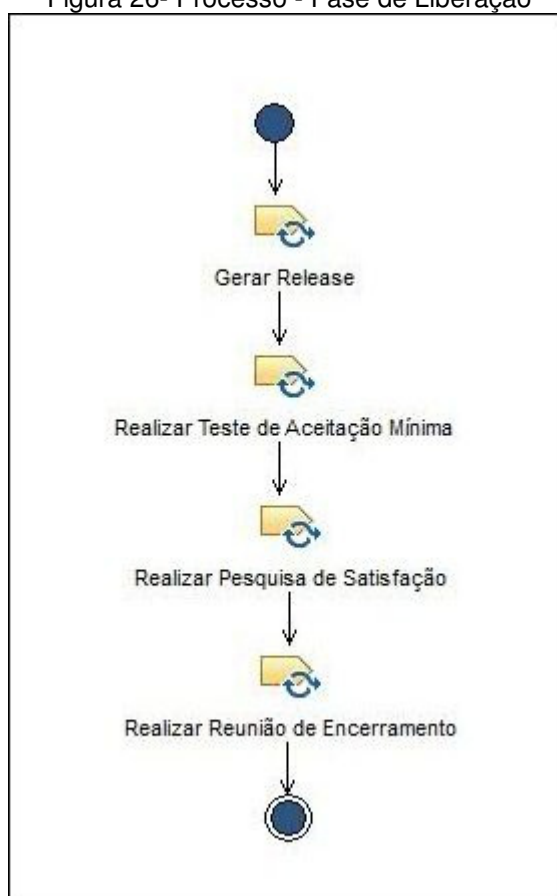 Figura 26- Processo - Fase de Liberação
Gerar Release
Realizar Teste de Aceitação Mínima
Realizar Pesquisa de Satisfação
Realizar Reunião de Encerramento